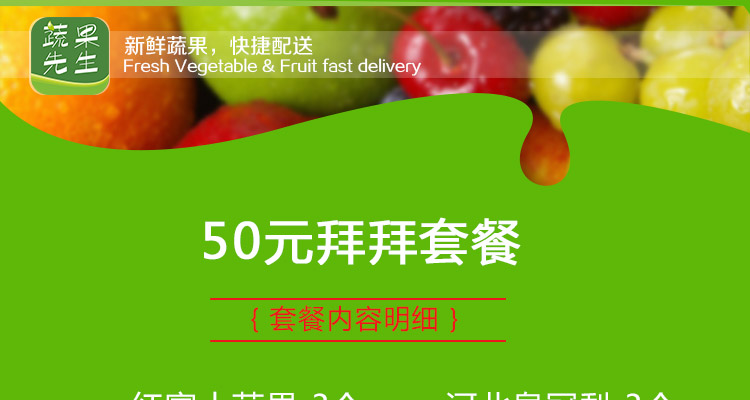 蔬果
先生
新鲜蔬果，快捷配送
Fresh Vegetable & Fruit fast delivery
50元拜拜套餐
{ 套餐内容明细 }